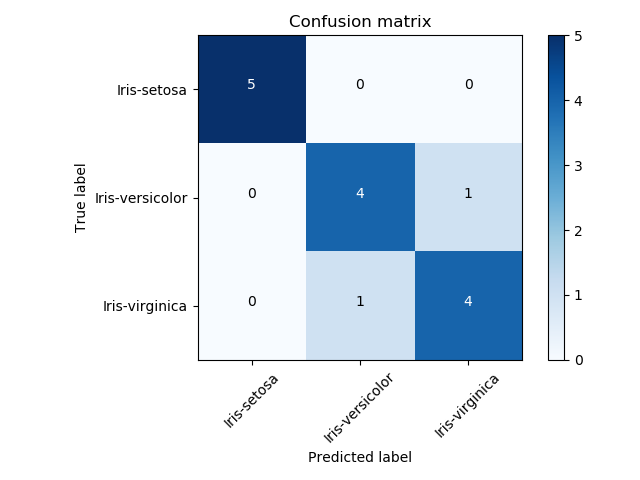 Confusion matrix
Iris-setosa 5 0 0
Iris-versicolor 0 4 1
Iris-virginica 0 1 4
True label
Iris-setosa Iris-versicolor Iris-virginica
Predicted label
5
4
3
2
1
0